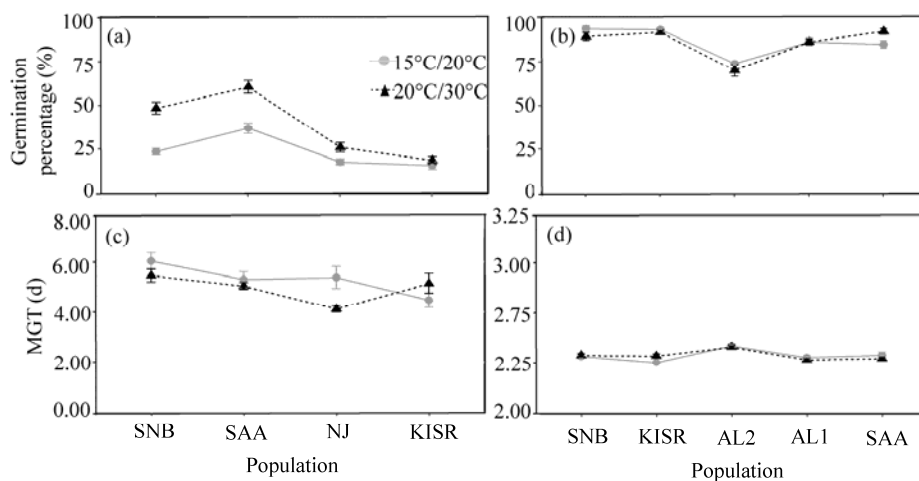 100
75
50
25
0
Germination
percentage (%)
(a)
15°C/20°C
20°C/30°C
100
75
50
25
0
(b)
8.00
6.00
4.00
2.00
0.00
MGT (d)
(c)
SNB SAA NJ KISR
Population
3.25
3.00
2.75
2.25
2.00
(d)
SNB KISR AL2 AL1 SAA
Population